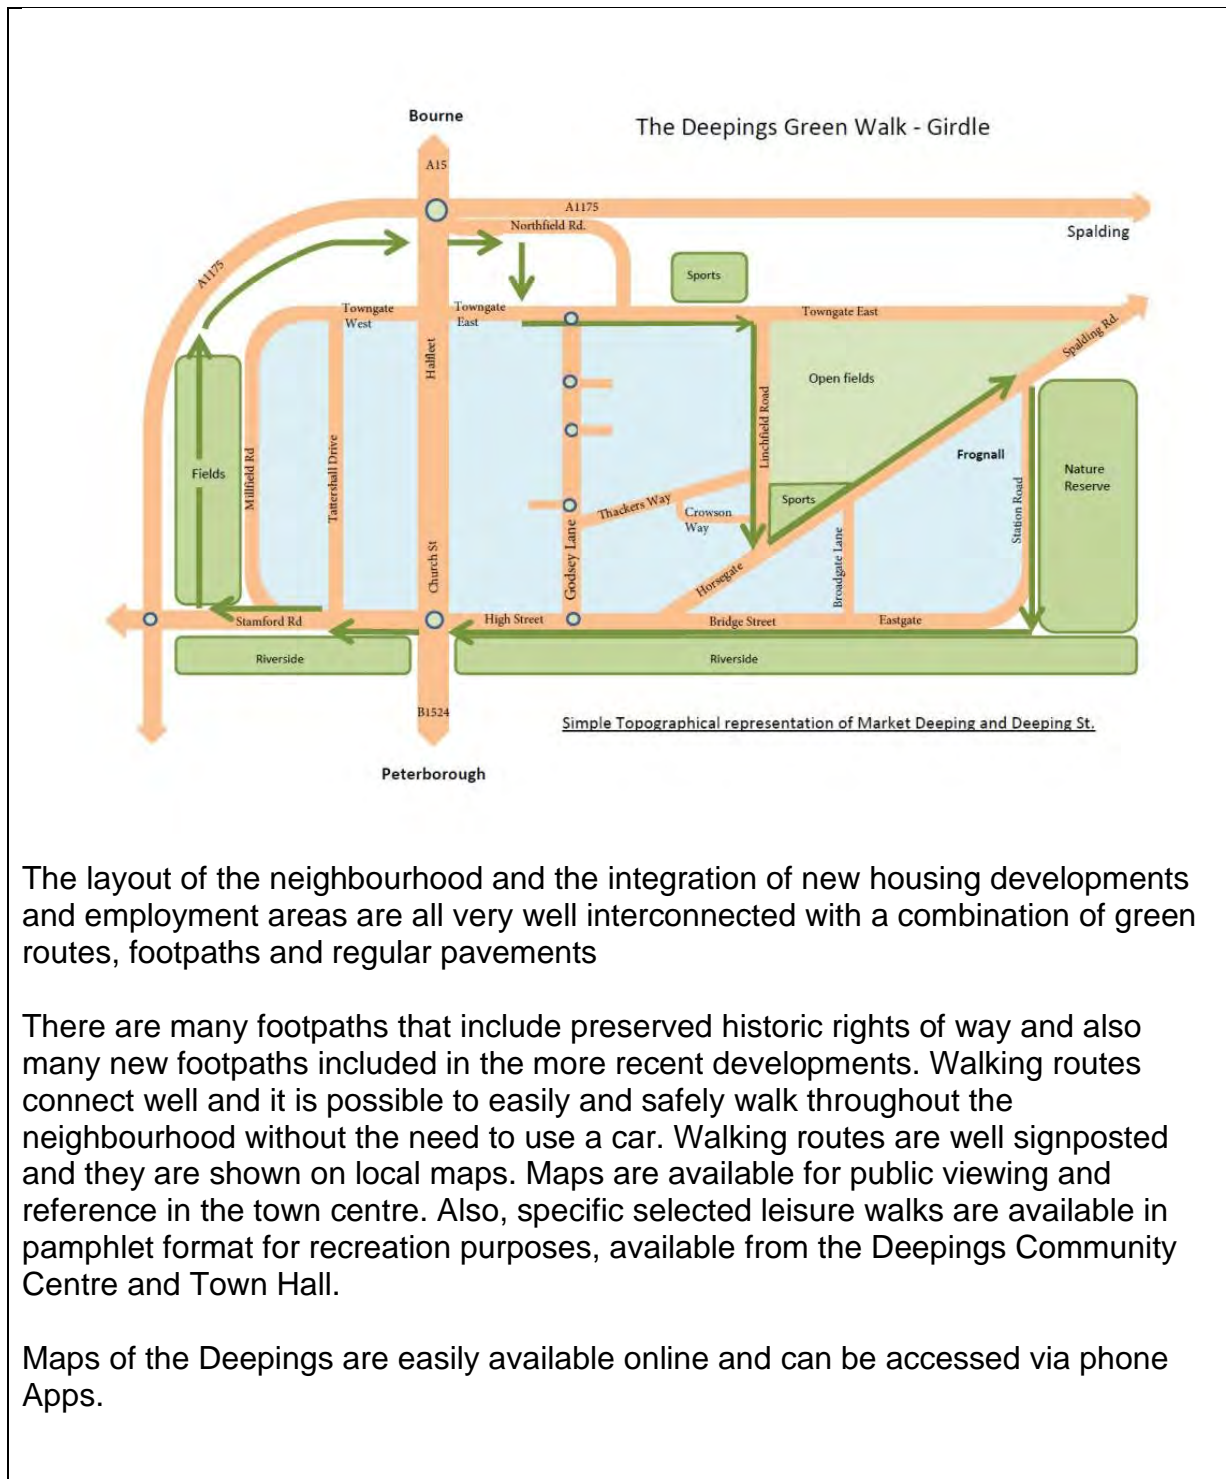 Bourne
The Deepings Green Walk - Girdle
A15
A1175
Northfield Rd.
Spalding
A1175
Sports
Towngate
West
Towngate
East
Towngate East
Spalding Rd.
Halfleet
Open fields
Linchfield Road
Frognall
Fields
Millfield Rd
Tattershall Drive
Nature
Reserve
Sports
Thackers Way
Crowson
Way
Station Road
Church St
Godsey Lane
Horsegate
Broadgate Lane
Stamford Rd
High Street
Bridge Street
Eastgate
Riverside
Riverside
B1524
Simple Topographical representation of Market Deeping and Deeping St.
Peterborough
The layout of the neighbourhood and the integration of new housing developments
and employment areas are all very well interconnected with a combination of green
routes, footpaths and regular pavements
There are many footpaths that include preserved historic rights of way and also
many new footpaths included in the more recent developments. Walking routes
connect well and it is possible to easily and safely walk throughout the
neighbourhood without the need to use a car. Walking routes are well signposted
and they are shown on local maps. Maps are available for public viewing and
reference in the town centre. Also, specific selected leisure walks are available in
pamphlet format for recreation purposes, available from the Deepings Community
Centre and Town Hall.
Maps of the Deepings are easily available online and can be accessed via phone
Apps.